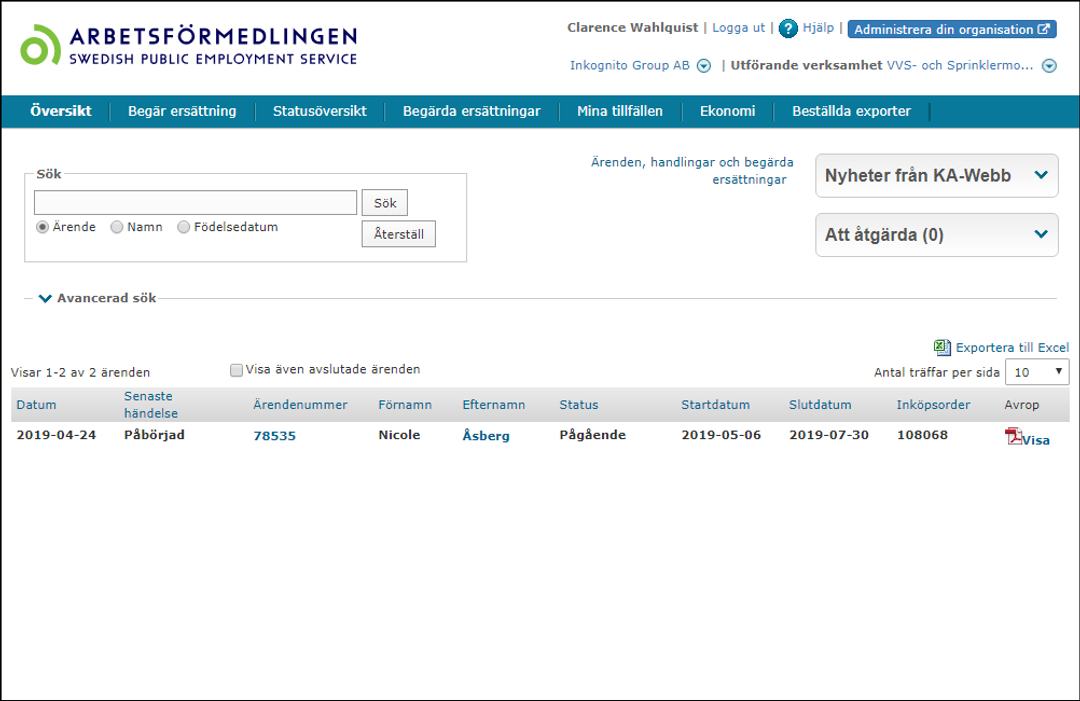 ARBETSFÖRMEDLINGEN
SWEDISH PUBLIC EMPLOYMENT SERVICE
Clarence Wahlquist | Logga ut | ? Hjälp | Administrera din organisation
Inkognito Group AB | Utförande verksamhet VVS- och Sprinklermo...
Översikt Begär ersättning Statusöversikt Begärda ersättningar Mina tillfällen Ekonomi Beställda exporter
Sök
Sök
Ärende Namn Födelsedatum
Återställ
Ärenden, handlingar och begärda
ersättningar
Nyheter från KA-Webb
Att åtgärda (0)
Avancerad sök
Exportera till Excel
Visar 1-2 av 2 ärenden
Visa även avslutade ärenden
Antal träffar per sida 10
Datum Senaste händelse Ärendenummer Förnamn Efternamn Status Startdatum Slutdatum Inköpsorder Avrop
2019-04-24 Påbörjad 78535 Nicole Åsberg Pågående 2019-05-06 2019-07-30 108068 Visa